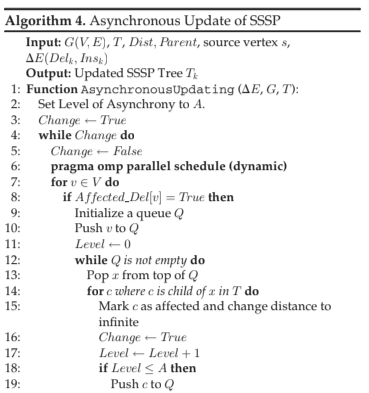 Algorithm 4. Asynchronous Update of SSSP
Input: G(V, E), T, Dist, Parent, source vertex s,
ΔE(Del_k, Ins_k)
Output: Updated SSSP Tree T_k
1: Function AsynchronousUpdating (ΔE, G, T):
2: Set Level of Asynchrony to A.
3: Change ← True
4: while Change do
5: Change ← False
6: pragma omp parallel schedule (dynamic)
7: for v ∈ V do
8: if Affected_Del[v] = True then
9: Initialize a queue Q
10: Push v to Q
11: Level ← 0
12: while Q is not empty do
13: Pop x from top of Q
14: for c where c is child of x in T do
15: Mark c as affected and change distance to
infinite
16: Change ← True
17: Level ← Level + 1
18: if Level ≤ A then
19: Push c to Q